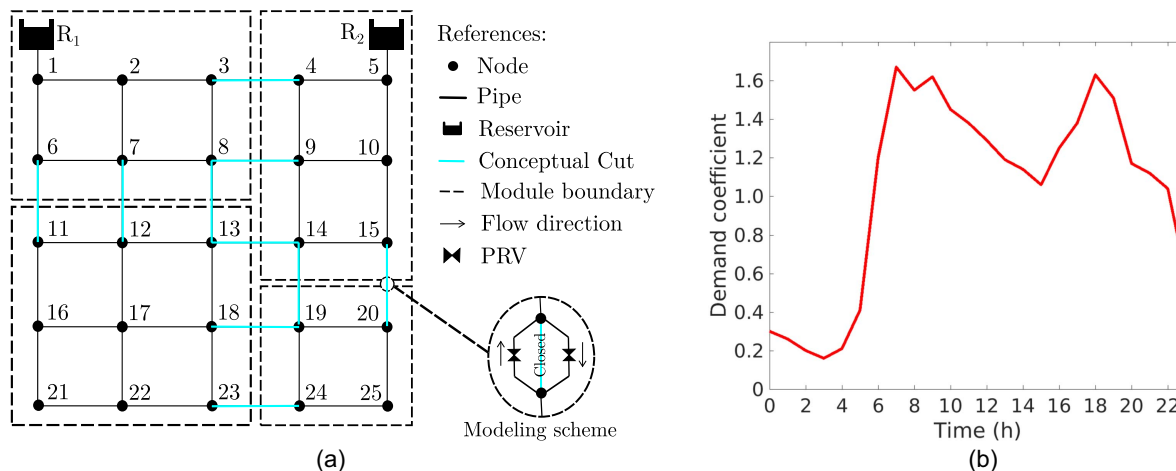 R1
R2
1 2 3 4 5
6 7 8 9 10
11 12 13 14 15
16 17 18 19 20
21 22 23 24 25
References:
Node
Pipe
Reservoir
Conceptual Cut
Module boundary
Flow direction
PRV
Closed
Modeling scheme
(a)
Demand coefficient
1.6
1.4
1.2
1.0
0.8
0.6
0.4
0.2
0
0 2 4 6 8 10 12 14 16 18 20 22
Time (h)
(b)